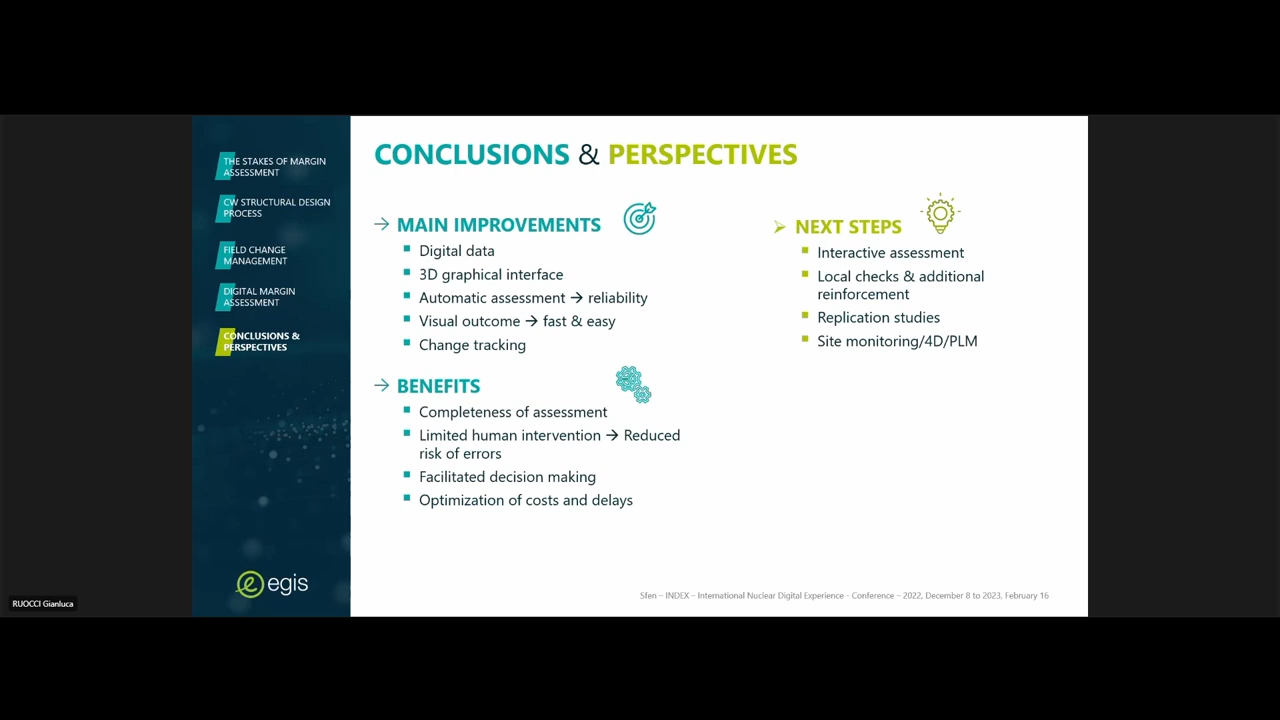 THE STAKES OF MARGIN
ASSESSMENT
CW STRUCTURAL DESIGN
PROCESS
FIELD CHANGE
MANAGEMENT
DIGITAL MARGIN
ASSESSMENT
CONCLUSIONS &
PERSPECTIVES
egis
CONCLUSIONS & PERSPECTIVES
→ MAIN IMPROVEMENTS
▪ Digital data
▪ 3D graphical interface
▪ Automatic assessment → reliability
▪ Visual outcome → fast & easy
▪ Change tracking
→ BENEFITS
▪ Completeness of assessment
▪ Limited human intervention → Reduced
risk of errors
▪ Facilitated decision making
▪ Optimization of costs and delays
➢ NEXT STEPS
▪ Interactive assessment
▪ Local checks & additional
reinforcement
▪ Replication studies
▪ Site monitoring/4D/PLM
Sfen – INDEX – International Nuclear Digital Experience - Conference – 2022, December 8 to 2023, February 16
RUOCCI Gianluca